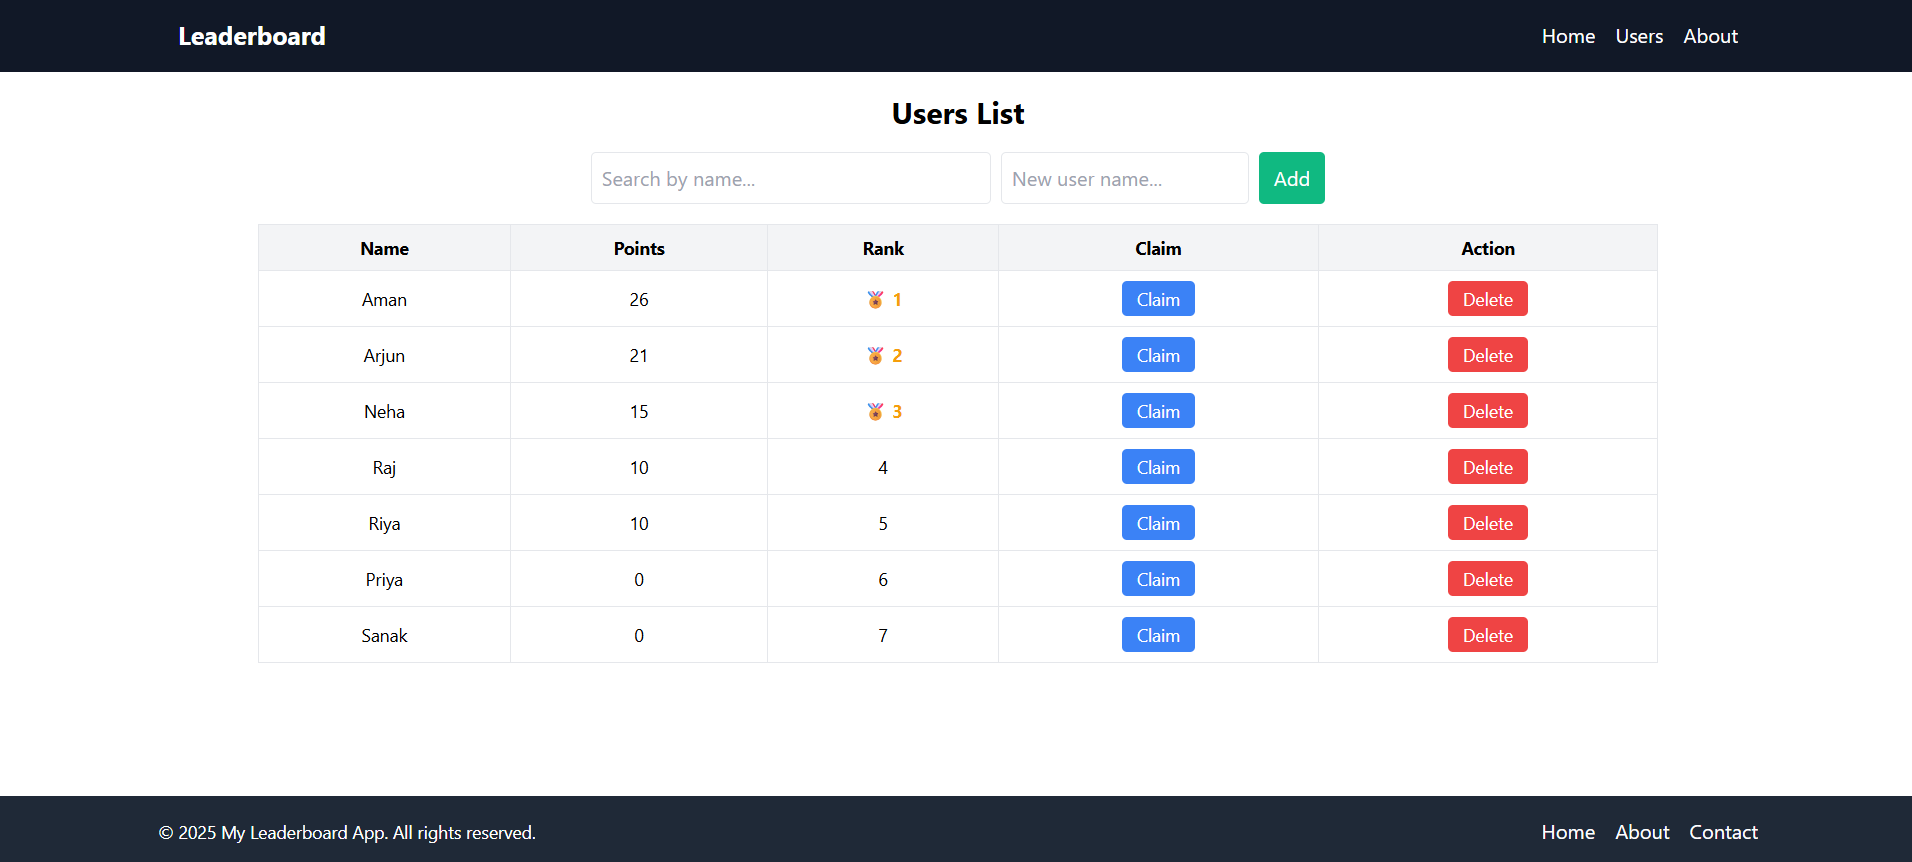 Leaderboard Home Users About
Users List
Search by name... New user name... Add
Name Points Rank Claim Action
Aman 26 🏅 1 Claim Delete
Arjun 21 🏅 2 Claim Delete
Neha 15 🏅 3 Claim Delete
Raj 10 4 Claim Delete
Riya 10 5 Claim Delete
Priya 0 6 Claim Delete
Sanak 0 7 Claim Delete
© 2025 My Leaderboard App. All rights reserved. Home About Contact